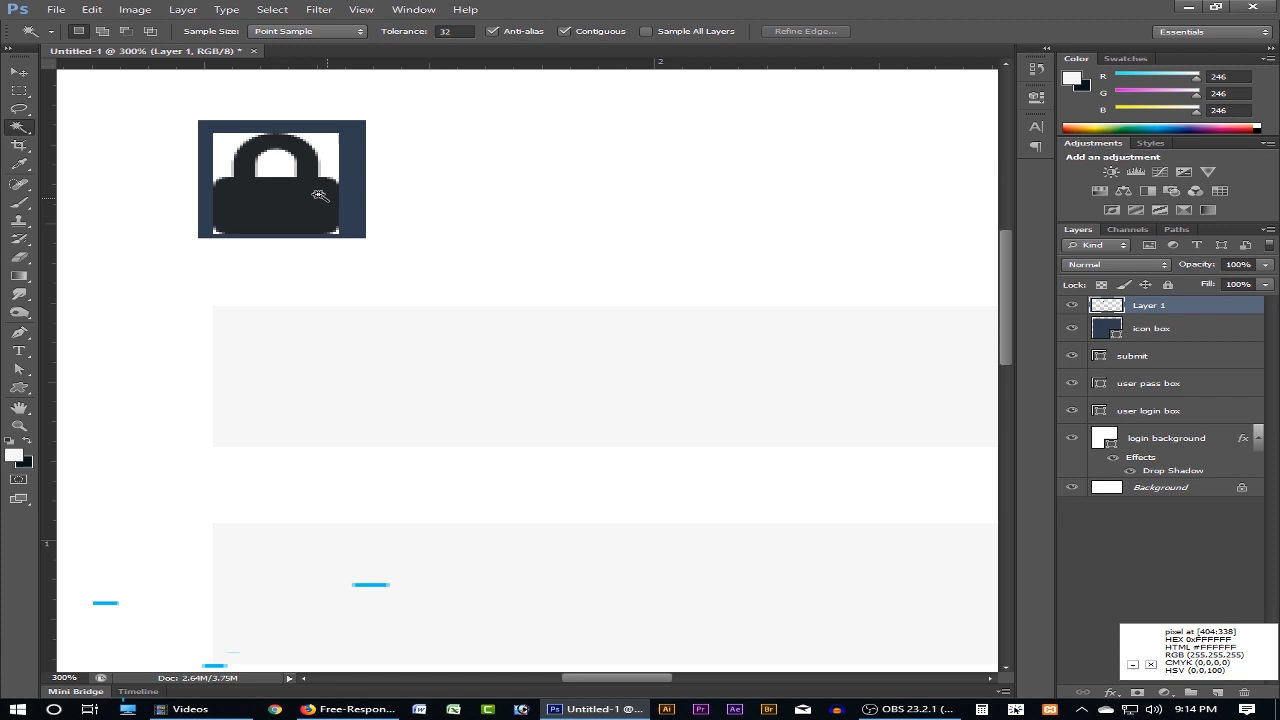 Ps File Edit Image Layer Type Select Filter View Window Help
Sample Size: Point Sample Tolerance: 32 Anti-alias Contiguous Sample All Layers Refine Edge... Essentials
Untitled-1 @ 300% (Layer 1, RGB/8) * ×
2
1
Color Swatches
R 246
G 246
B 246
Adjustments Styles
Add an adjustment
Layers Channels Paths
Kind
Normal Opacity: 100%
Lock: Fill: 100%
Layer 1
icon box
submit
user pass box
user login box
login background fx
Effects
Drop Shadow
Background
pixel at [404:338]
HEX 0xFFFFFF
HTML #FFFFFF
RGB (255,255,255)
CMYK (0,0,0,0)
HSV (0,0,100)
300% Doc: 2.64M/3.75M
Mini Bridge Timeline
Videos Free-Respon... Untitled-1 @... OBS 23.2.1 (... 9:14 PM